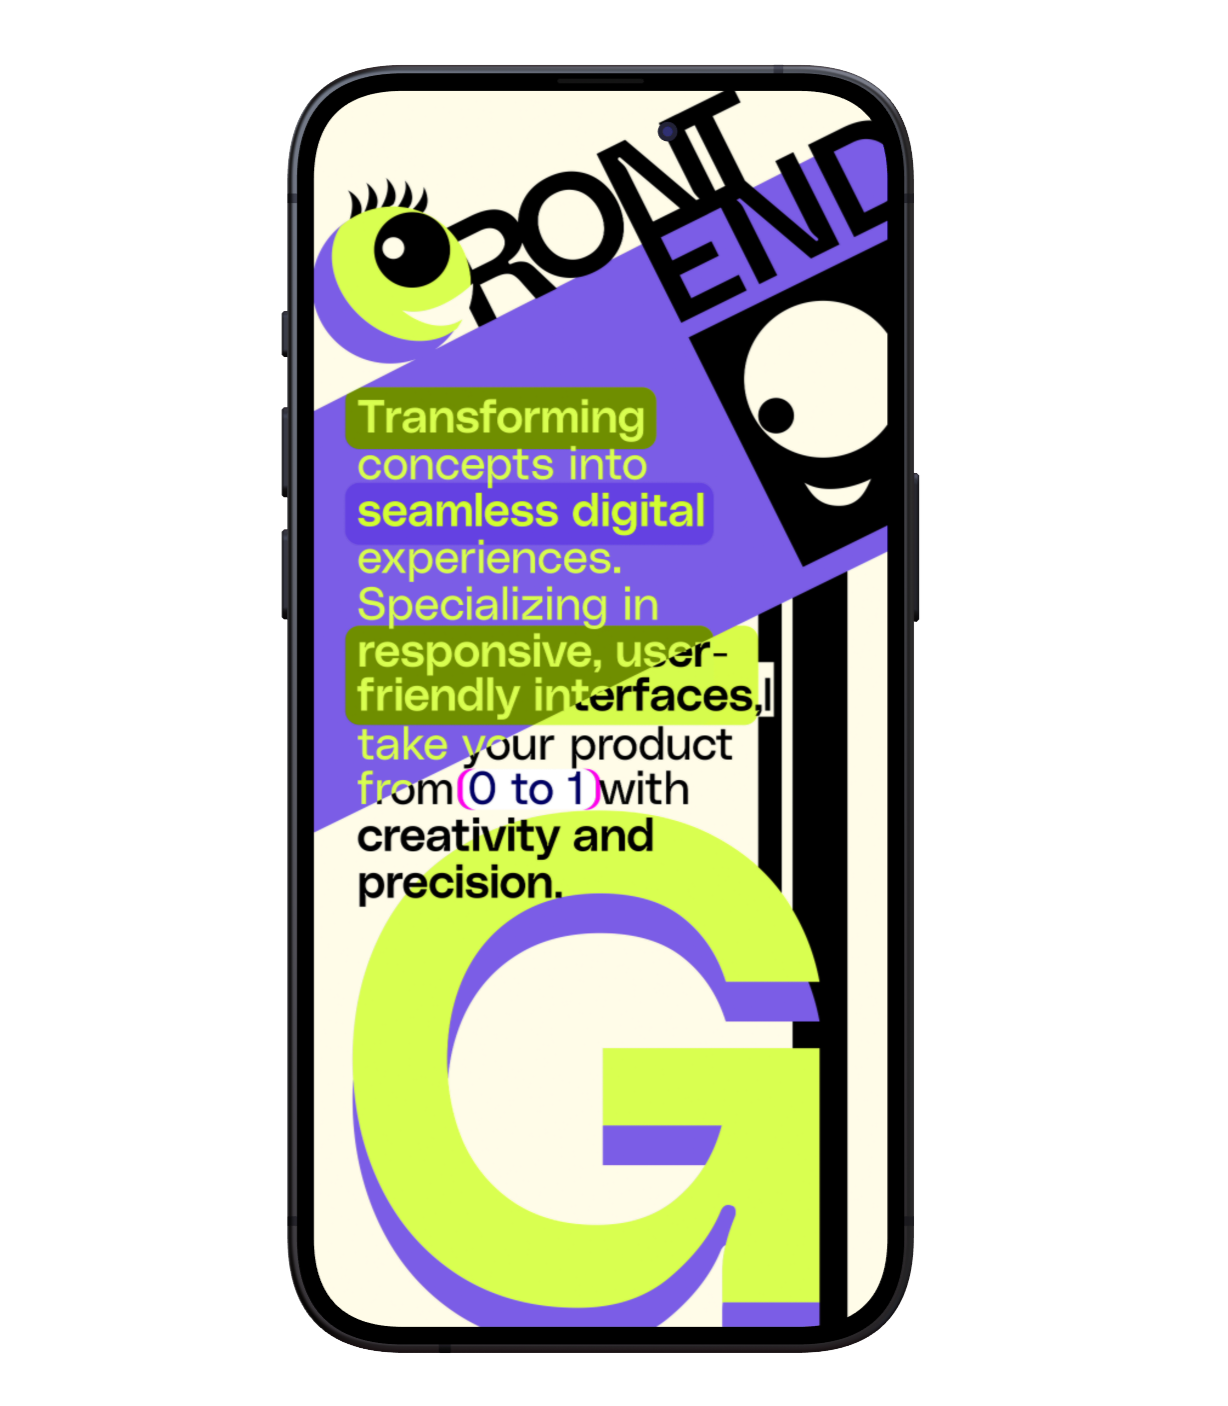 RONT
END
Transforming
concepts into
seamless digital
experiences.
Specializing in
responsive, user-
friendly interfaces,I
take your product
from(0 to 1)with
creativity and
precision.
G